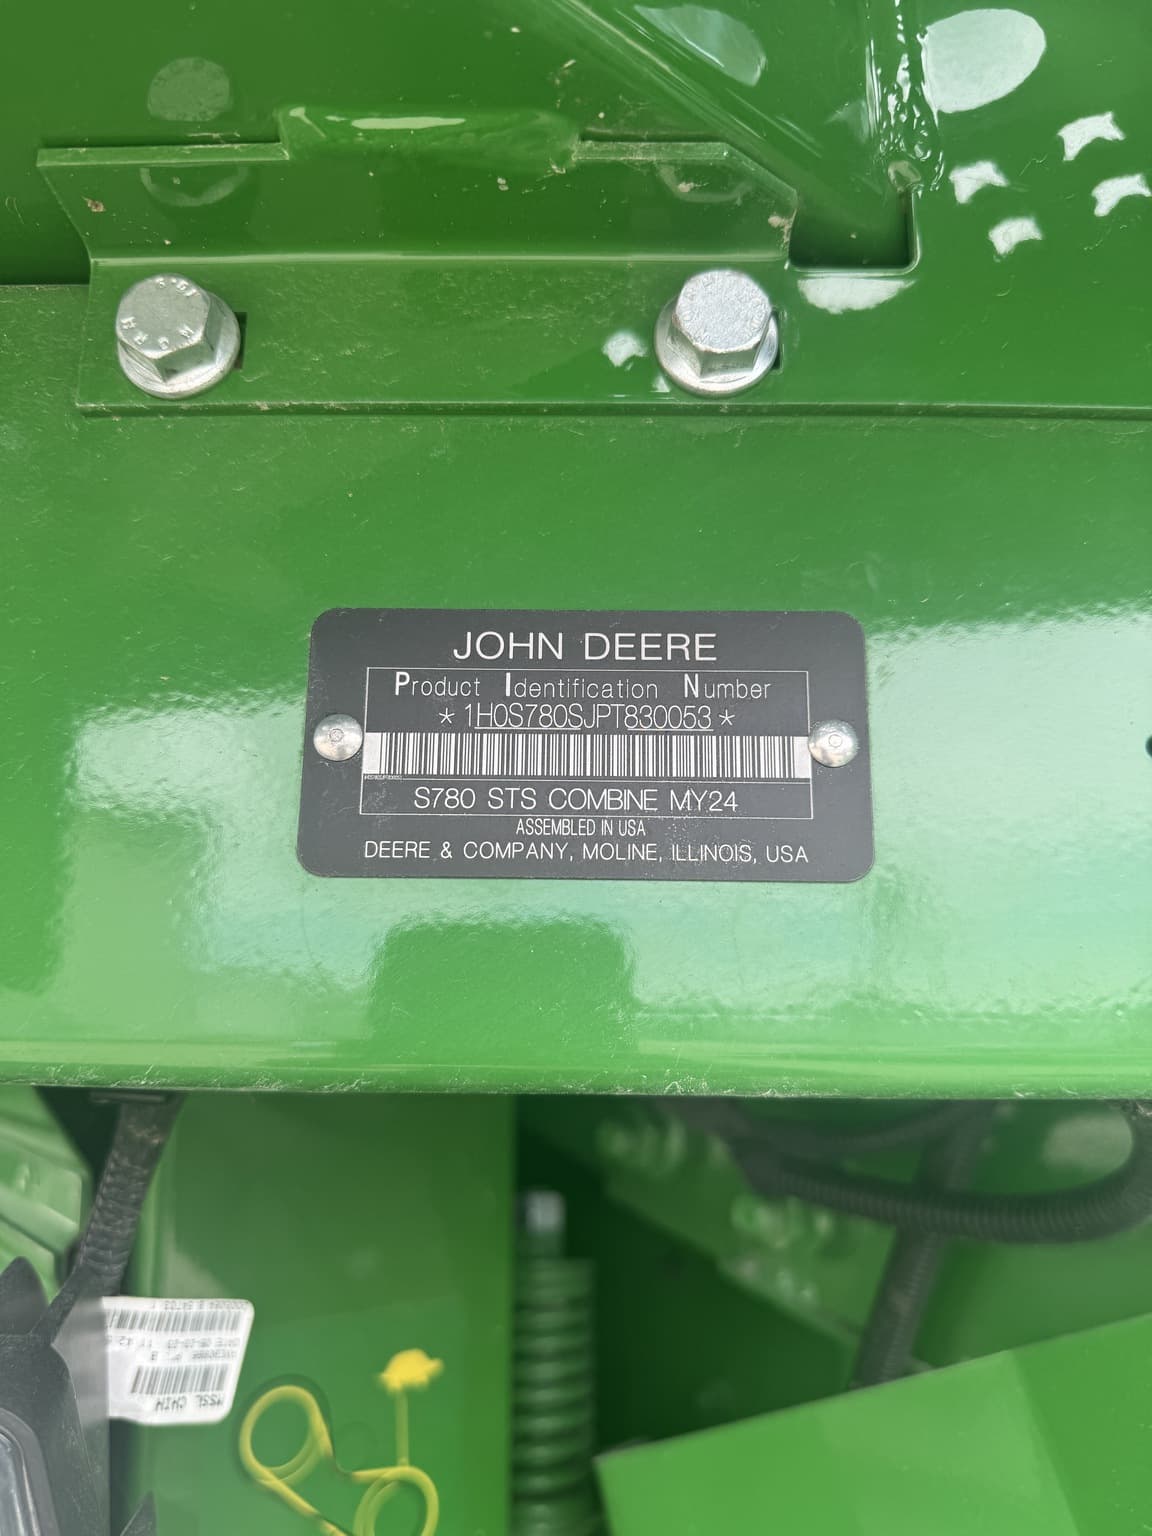 JOHN DEERE
Product Identification Number
*1H0S780SJPT830053*
S780 STS COMBINE MY24
ASSEMBLED IN USA
DEERE & COMPANY, MOLINE, ILLINOIS, USA